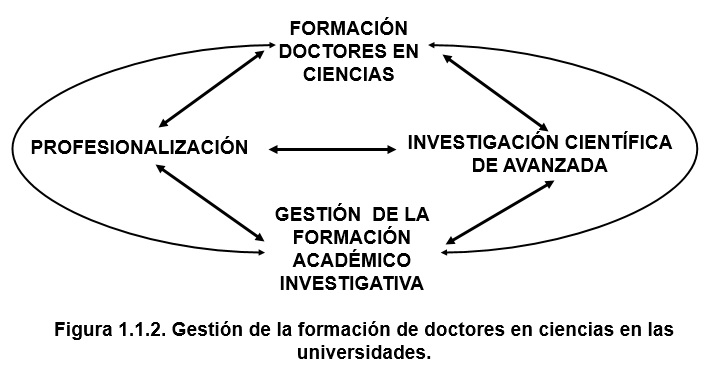 FORMACIÓN
DOCTORES EN
CIENCIAS
PROFESIONALIZACIÓN
INVESTIGACIÓN CIENTÍFICA
DE AVANZADA
GESTIÓN DE LA
FORMACIÓN
ACADÉMICO
INVESTIGATIVA
Figura 1.1.2. Gestión de la formación de doctores en ciencias en las
universidades.